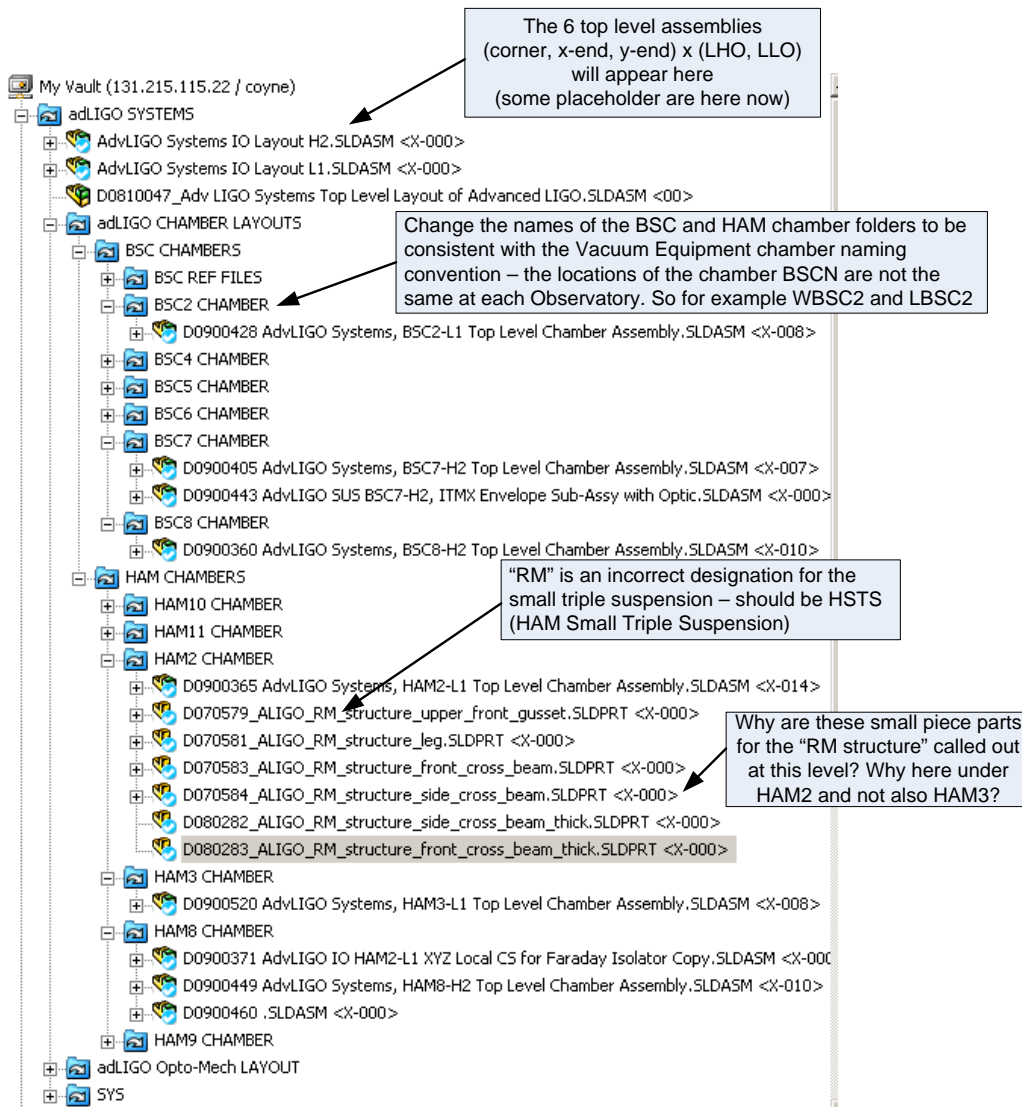 The 6 top level assemblies
(corner, x-end, y-end) x (LHO, LLO)
will appear here
(some placeholder are here now)
My Vault (131.215.115.22 / coyne)
adLIGO SYSTEMS
AdvLIGO Systems IO Layout H2.SLDASM <X-000>
AdvLIGO Systems IO Layout L1.SLDASM <X-000>
D0810047_Adv LIGO Systems Top Level Layout of Advanced LIGO.SLDASM <00>
adLIGO CHAMBER LAYOUTS
Change the names of the BSC and HAM chamber folders to be
consistent with the Vacuum Equipment chamber naming
convention – the locations of the chamber BSCN are not the
same at each Observatory. So for example WBSC2 and LBSC2
BSC CHAMBERS
BSC REF FILES
BSC2 CHAMBER
D0900428 AdvLIGO Systems, BSC2-L1 Top Level Chamber Assembly.SLDASM <X-008>
BSC4 CHAMBER
BSC5 CHAMBER
BSC6 CHAMBER
BSC7 CHAMBER
D0900405 AdvLIGO Systems, BSC7-H2 Top Level Chamber Assembly.SLDASM <X-007>
D0900443 AdvLIGO SUS BSC7-H2, ITMX Envelope Sub-Assy with Optic.SLDASM <X-000>
BSC8 CHAMBER
D0900360 AdvLIGO Systems, BSC8-H2 Top Level Chamber Assembly.SLDASM <X-010>
HAM CHAMBERS
“RM” is an incorrect designation for the
small triple suspension – should be HSTS
(HAM Small Triple Suspension)
HAM10 CHAMBER
HAM11 CHAMBER
HAM2 CHAMBER
D0900365 AdvLIGO Systems, HAM2-L1 Top Level Chamber Assembly.SLDASM <X-014>
D070579_ALIGO_RM_structure_upper_front_gusset.SLDPRT <X-000>
D070581_ALIGO_RM_structure_leg.SLDPRT <X-000>
D070583_ALIGO_RM_structure_front_cross_beam.SLDPRT <X-000>
D070584_ALIGO_RM_structure_side_cross_beam.SLDPRT <X-000>
D080282_ALIGO_RM_structure_side_cross_beam_thick.SLDPRT <X-000>
D080283_ALIGO_RM_structure_front_cross_beam_thick.SLDPRT <X-000>
Why are these small piece parts
for the “RM structure” called out
at this level? Why here under
HAM2 and not also HAM3?
HAM3 CHAMBER
D0900520 AdvLIGO Systems, HAM3-L1 Top Level Chamber Assembly.SLDASM <X-008>
HAM8 CHAMBER
D0900371 AdvLIGO IO HAM2-L1 XYZ Local CS for Faraday Isolator Copy.SLDASM <X-000
D0900449 AdvLIGO Systems, HAM8-H2 Top Level Chamber Assembly.SLDASM <X-010>
D0900460 .SLDASM <X-000>
HAM9 CHAMBER
adLIGO Opto-Mech LAYOUT
SYS